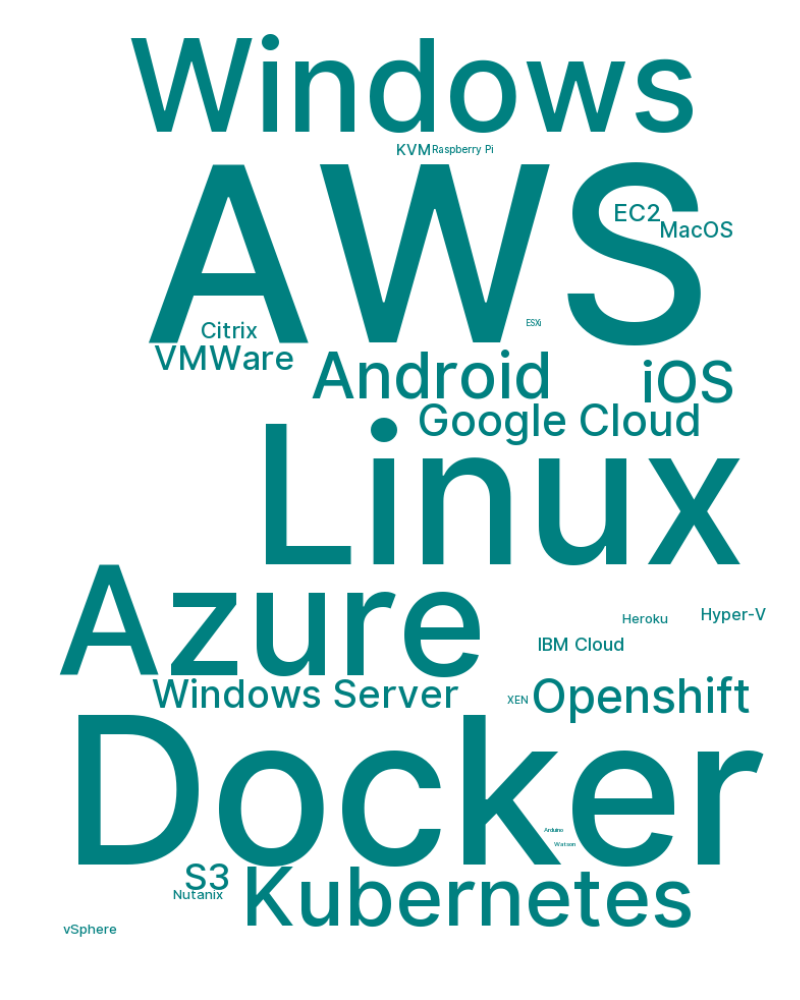 Windows
KVM Raspberry Pi
AWS
EC2
MacOS
ESXi
Citrix
VMWare
Android
iOS
Google Cloud
Linux
Azure
Heroku
Hyper-V
IBM Cloud
Windows Server
XEN
Openshift
Docker
Arduino
S3
Kubernetes
Nutanix
vSphere